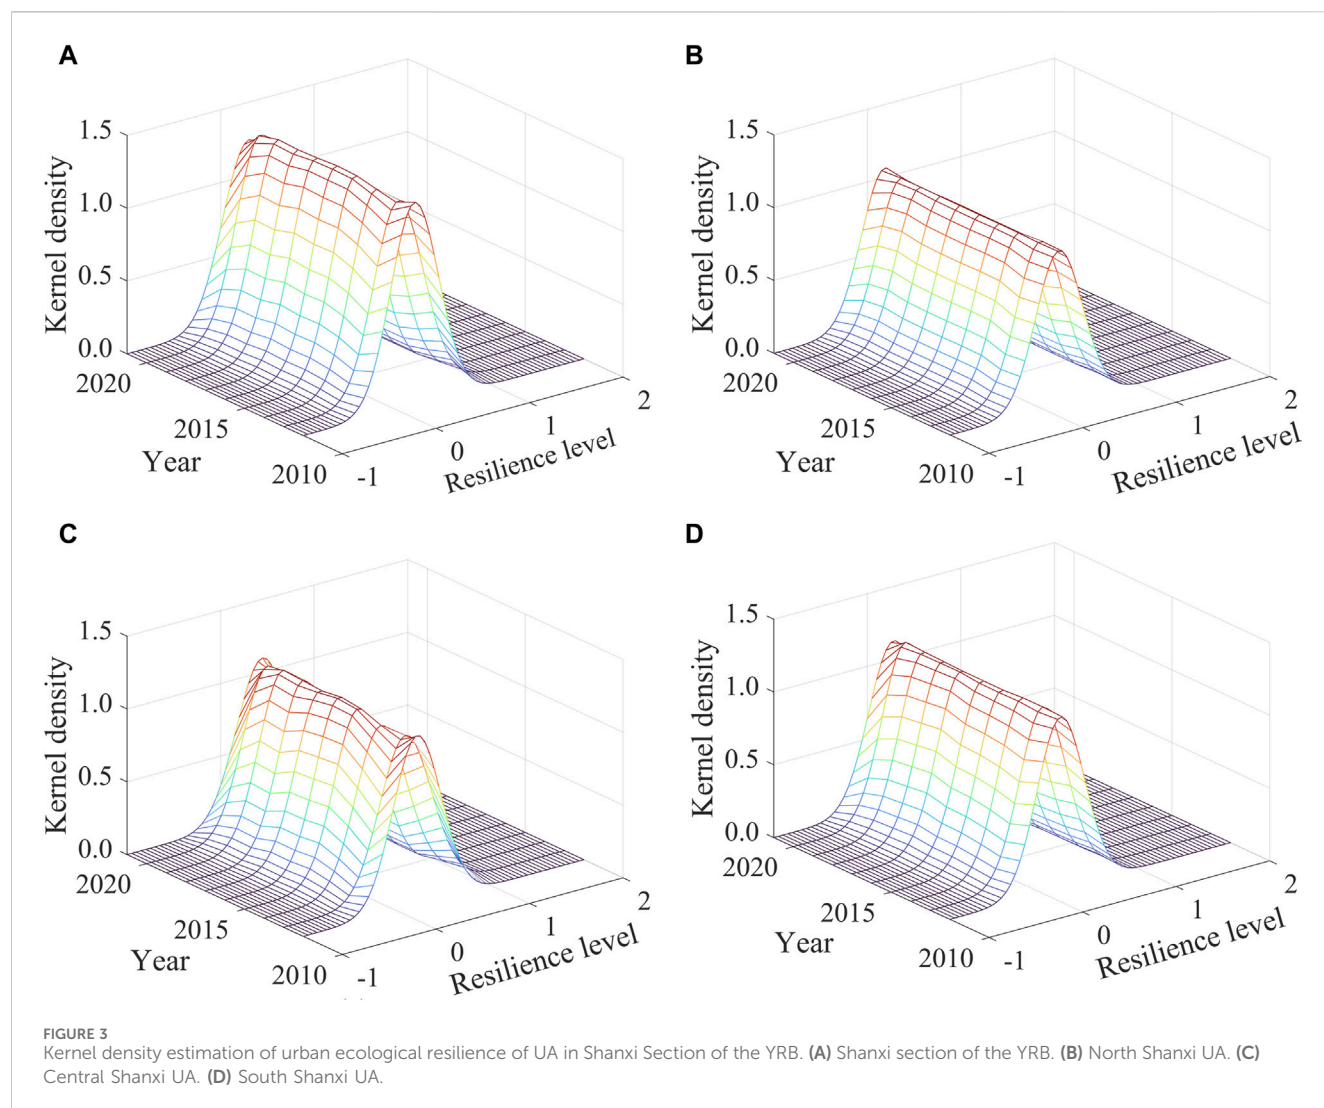 A
B
1.5
1.0
0.5
0.0
Kernel density
2020
2015
2010
Year
-1
0
1
2
Resilience level
1.5
1.0
0.5
0.0
Kernel density
2020
2015
2010
Year
-1
0
1
2
Resilience level
C
D
1.5
1.0
0.5
0.0
Kernel density
2020
2015
2010
Year
-1
0
1
2
Resilience level
1.5
1.0
0.5
0.0
Kernel density
2020
2015
2010
Year
-1
0
1
2
Resilience level
FIGURE 3
Kernel density estimation of urban ecological resilience of UA in Shanxi Section of the YRB. (A) Shanxi section of the YRB. (B) North Shanxi UA. (C)
Central Shanxi UA. (D) South Shanxi UA.